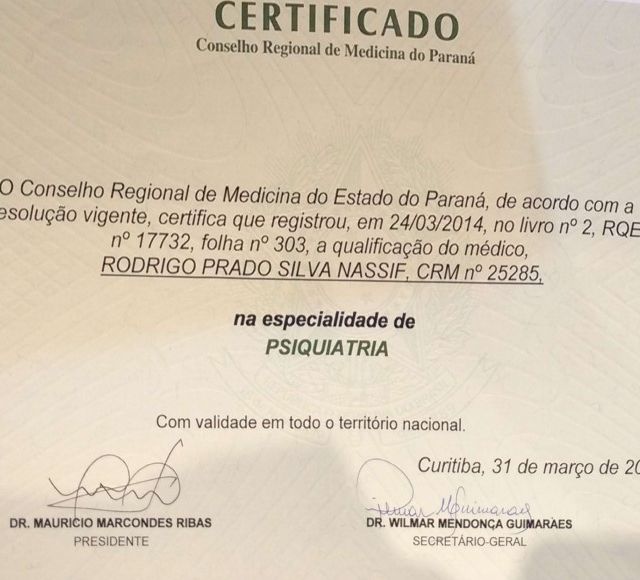 CERTIFICADO
Conselho Regional de Medicina do Paraná
O Conselho Regional de Medicina do Estado do Paraná, de acordo com a
esolução vigente, certifica que registrou, em 24/03/2014, no livro nº 2, RQE
nº 17732, folha nº 303, a qualificação do médico,
RODRIGO PRADO SILVA NASSIF, CRM nº 25285,
na especialidade de
PSIQUIATRIA
Com validade em todo o território nacional.
Curitiba, 31 de março de 20
DR. MAURICIO MARCONDES RIBAS
PRESIDENTE
DR. WILMAR MENDONÇA GUIMARAES
SECRETÁRIO-GERAL